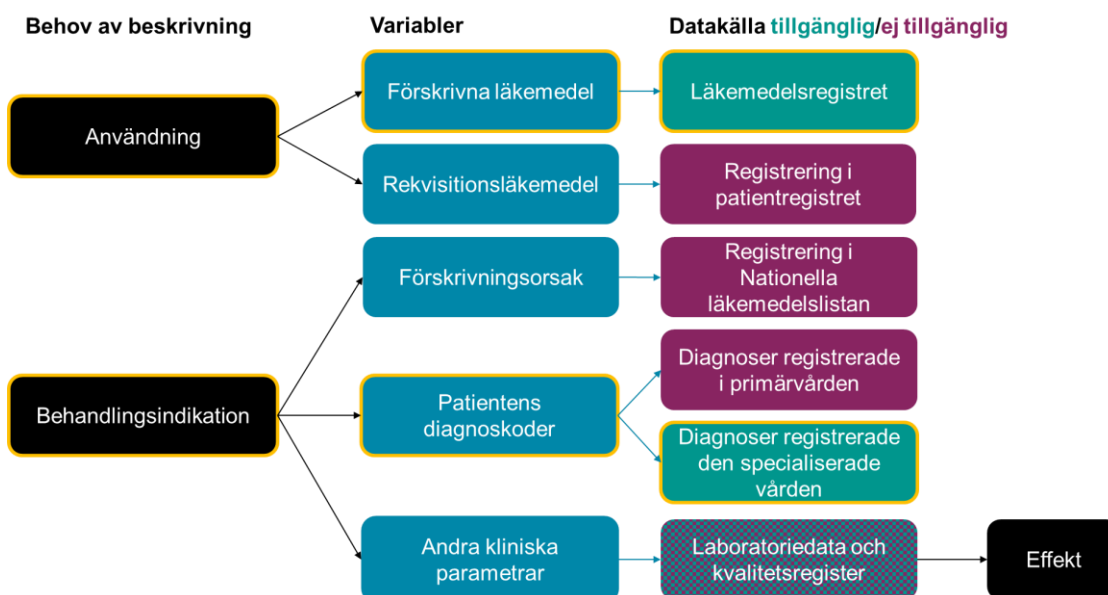 Behov av beskrivning
Variabler
Datakälla tillgänglig/ej tillgänglig
Användning
Förskrivna läkemedel
Läkemedelsregistret
Rekvisitionsläkemedel
Registrering i
patientregistret
Förskrivningsorsak
Registrering i
Nationella
läkemedelslistan
Behandlingsindikation
Patientens
diagnoskoder
Diagnoser registrerade
i primärvården
Diagnoser registrerade
den specialiserade
vården
Andra kliniska
parametrar
Laboratoriedata och
kvalitetsregister
Effekt